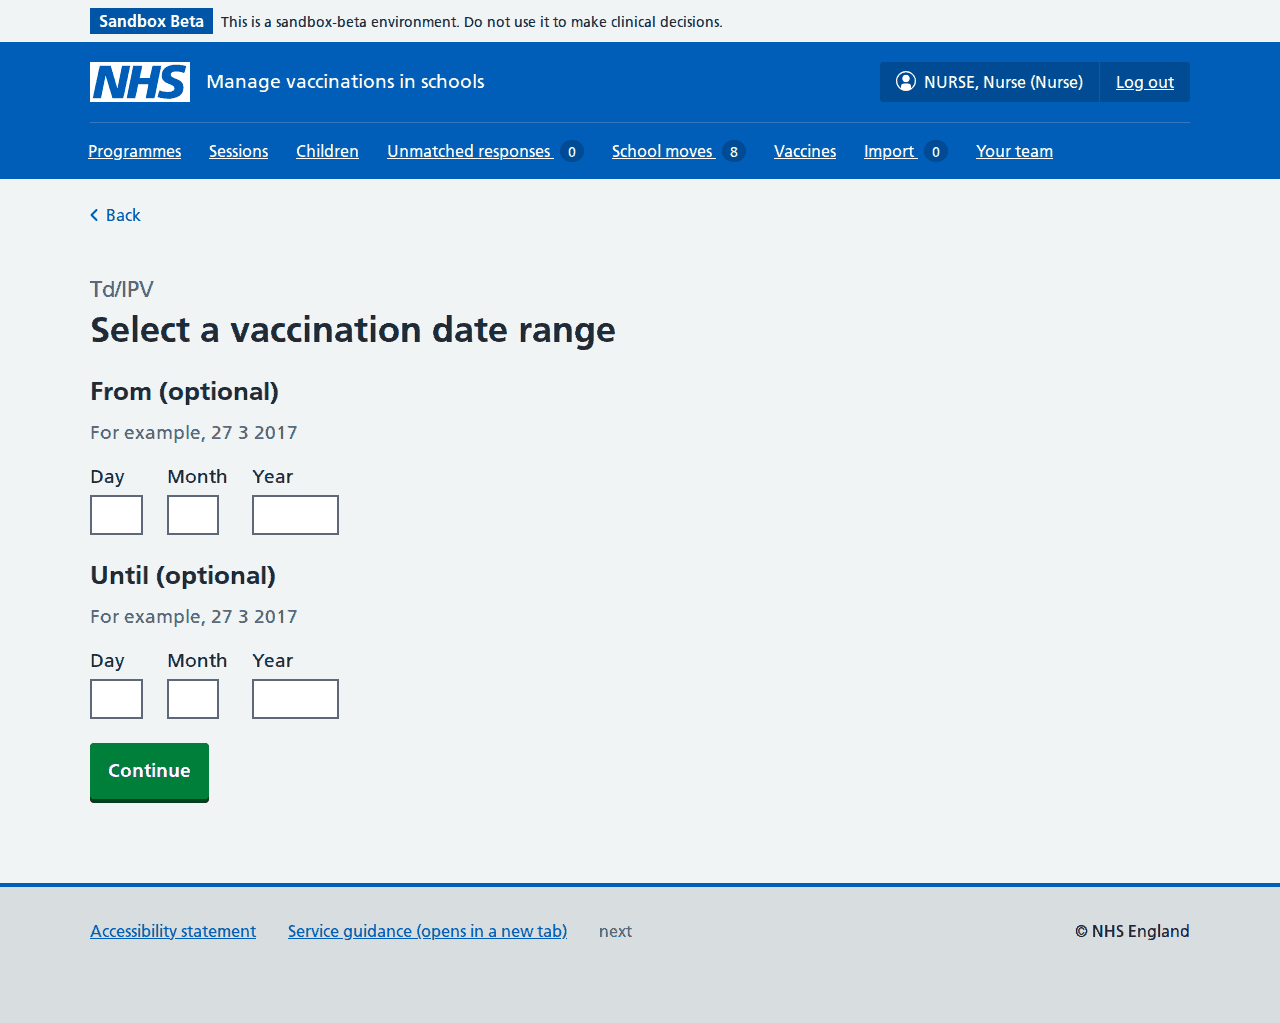 Sandbox Beta This is a sandbox-beta environment. Do not use it to make clinical decisions.
NHS Manage vaccinations in schools NURSE, Nurse (Nurse) Log out
Programmes Sessions Children Unmatched responses 0 School moves 8 Vaccines Import 0 Your team
Back
Td/IPV
Select a vaccination date range
From (optional)
For example, 27 3 2017
Day Month Year
Until (optional)
For example, 27 3 2017
Day Month Year
Continue
Accessibility statement Service guidance (opens in a new tab) next © NHS England